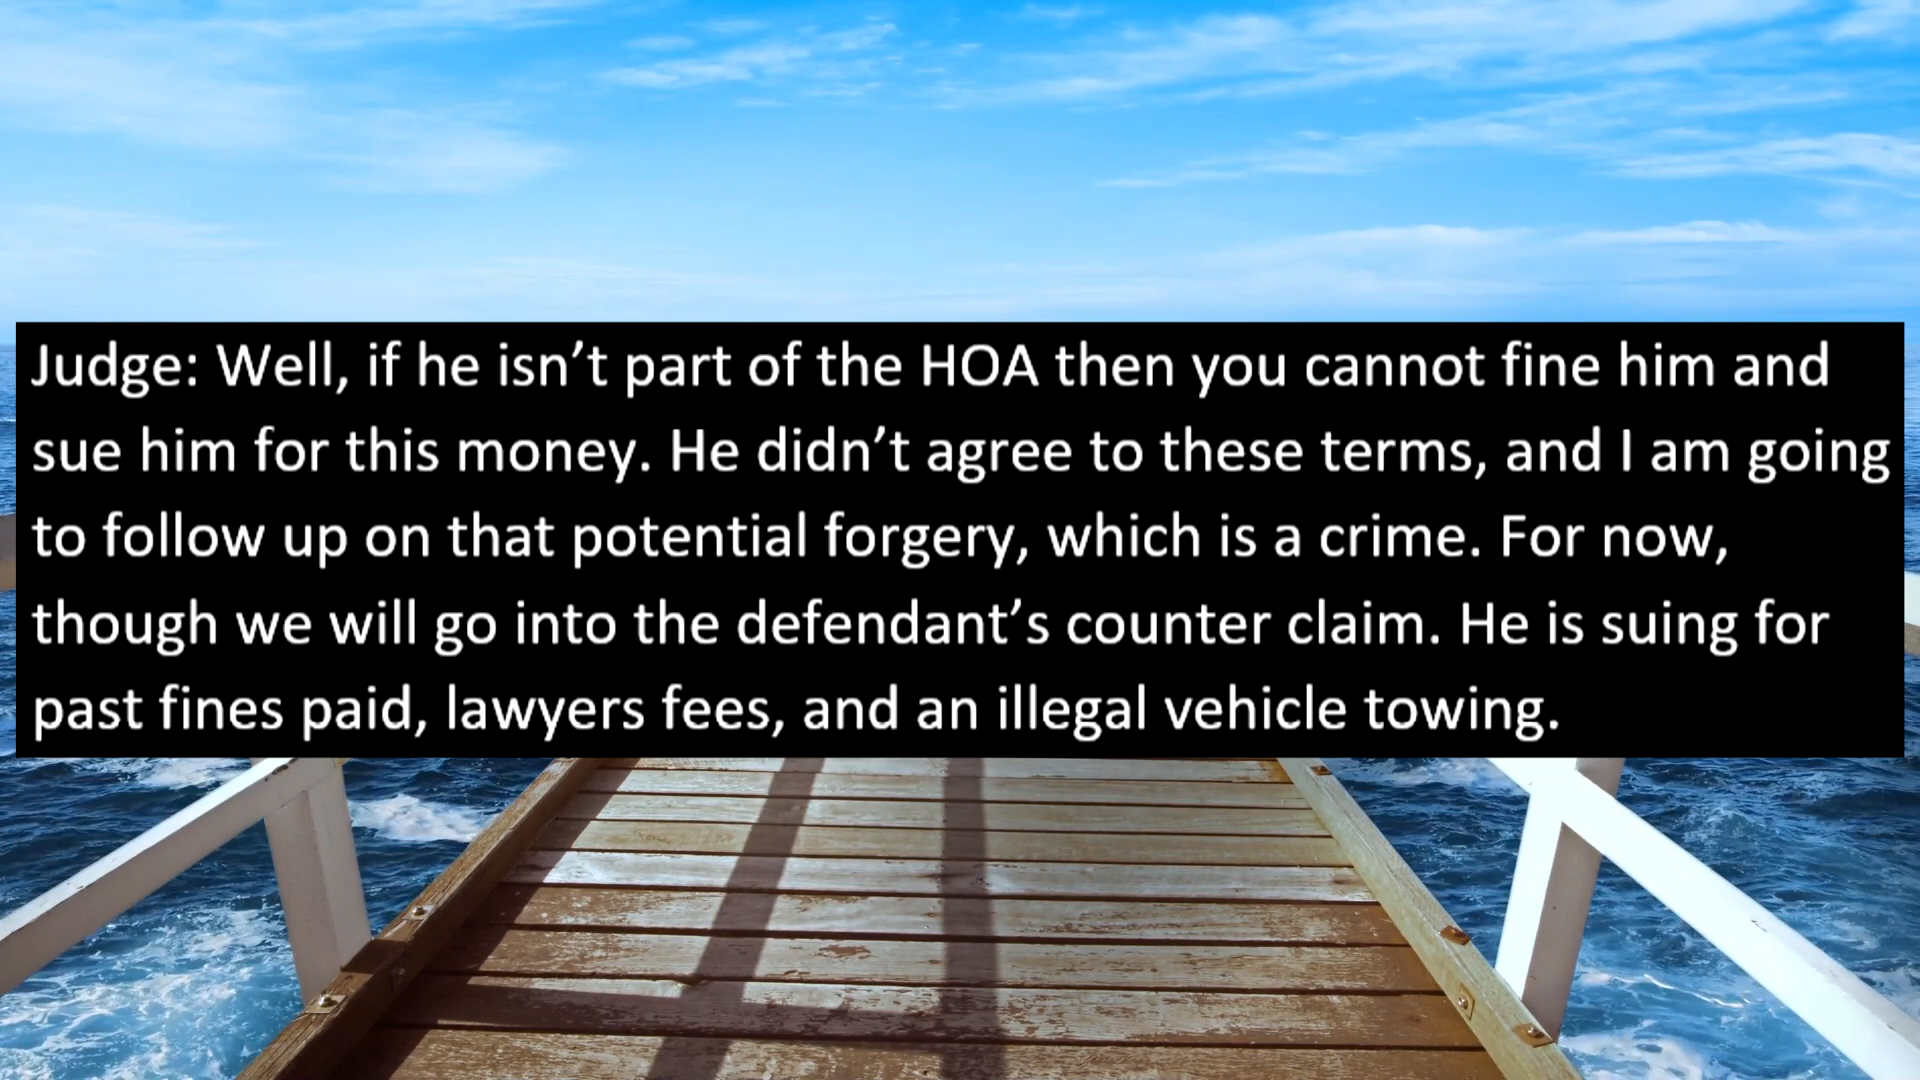 Judge: Well, if he isn’t part of the HOA then you cannot fine him and
sue him for this money. He didn’t agree to these terms, and I am going
to follow up on that potential forgery, which is a crime. For now,
though we will go into the defendant’s counter claim. He is suing for
past fines paid, lawyers fees, and an illegal vehicle towing.